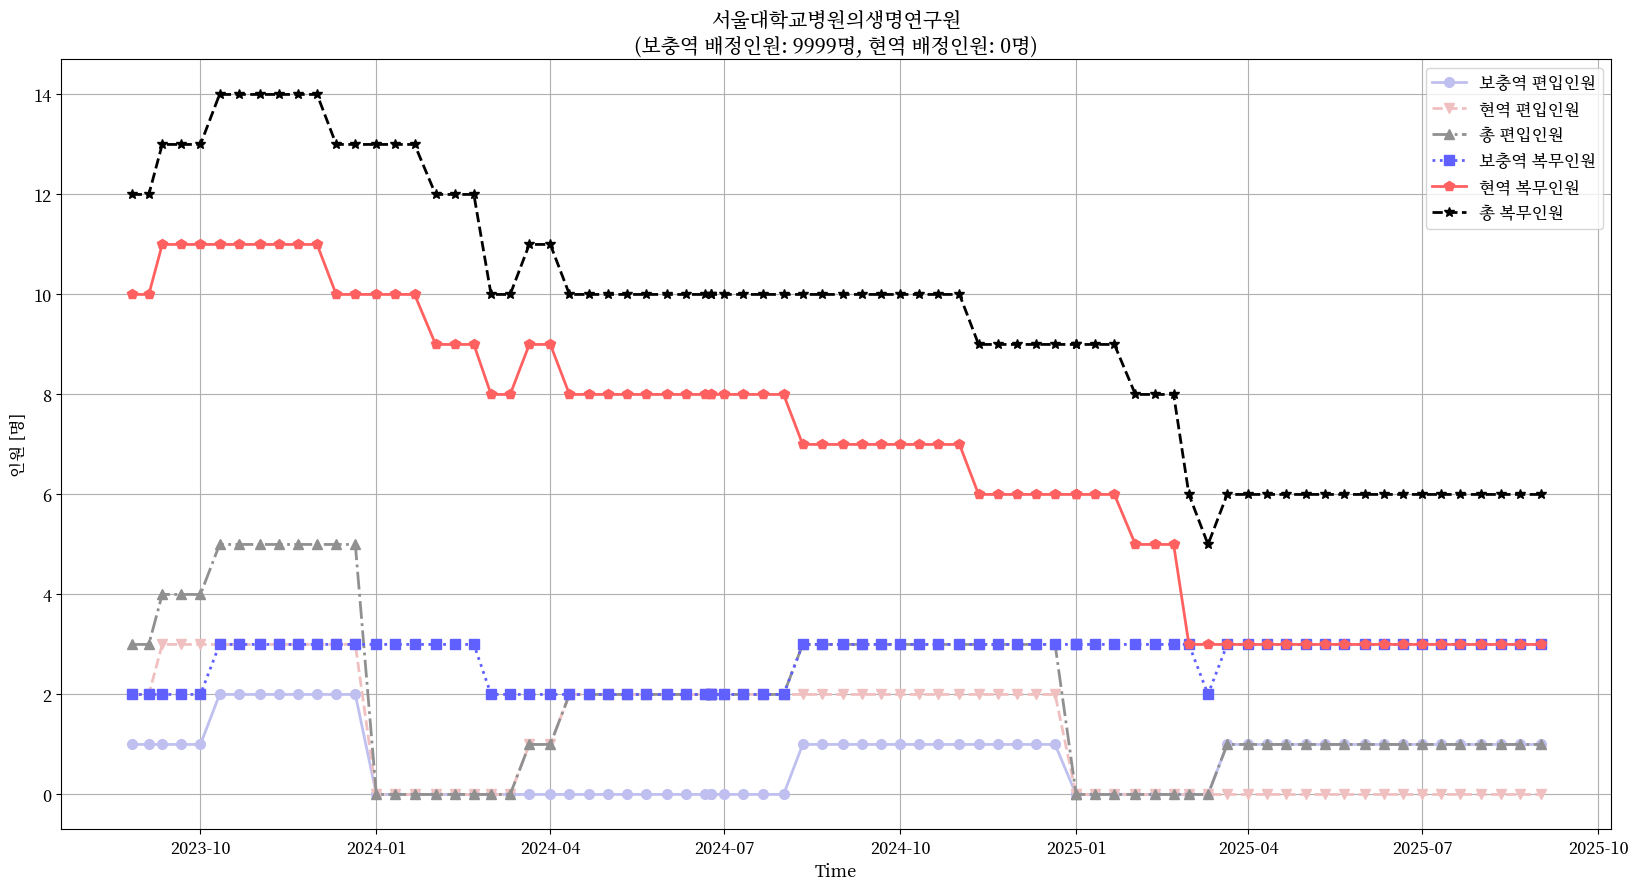 서울대학교병원의생명연구원
(보충역 배정인원: 9999명, 현역 배정인원: 0명)
보충역 편입인원
현역 편입인원
총 편입인원
보충역 복무인원
현역 복무인원
총 복무인원
인원 [명]
14
12
10
8
6
4
2
0
2023-10
2024-01
2024-04
2024-07
2024-10
2025-01
2025-04
2025-07
2025-10
Time